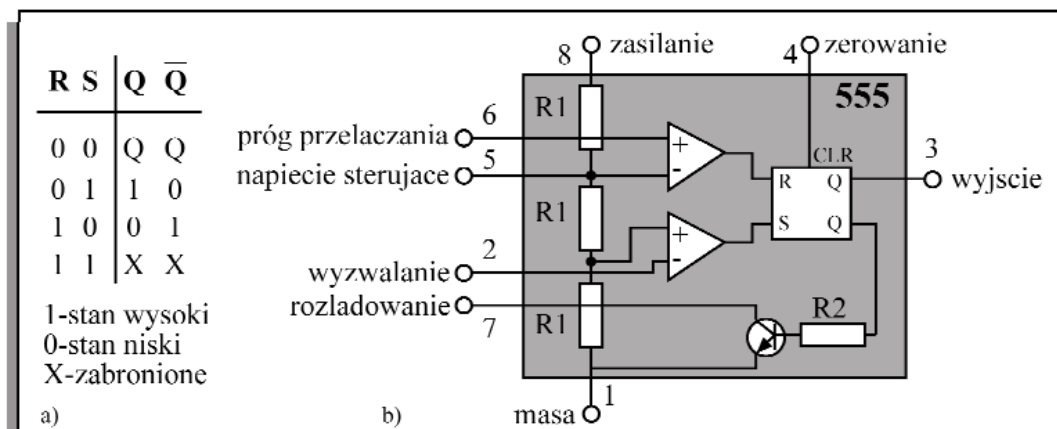 R S Q Q̅
0 0 Q Q
0 1 1 0
1 0 0 1
1 1 X X
1-stan wysoki
0-stan niski
X-zabronione
a)
8 zasilanie
4 zerowanie
555
R1
6
próg przelaczania
5
napiecie sterujace
CLR
R Q
S Q
3
wyjscie
R1
2
wyzwalanie
rozladowanie
7
R1
R2
1
masa
b)